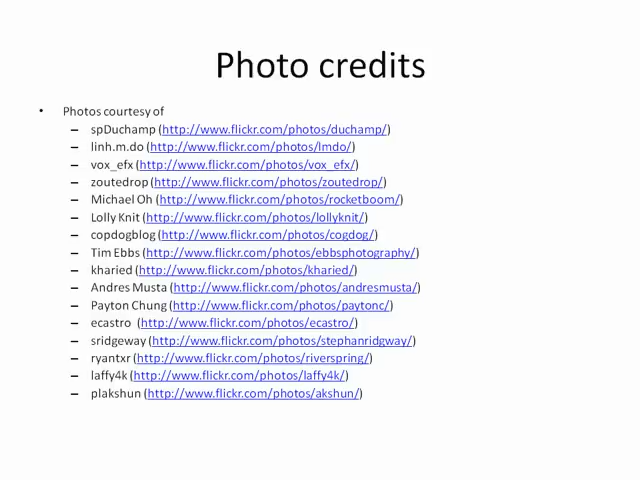 Photo credits
• Photos courtesy of
– spDuchamp (http://www.flickr.com/photos/duchamp/)
– linh.m.do (http://www.flickr.com/photos/lmdo/)
– vox_efx (http://www.flickr.com/photos/vox_efx/)
– zoutedrop (http://www.flickr.com/photos/zoutedrop/)
– Michael Oh (http://www.flickr.com/photos/rocketboom/)
– Lolly Knit (http://www.flickr.com/photos/lollyknit/)
– copdogblog (http://www.flickr.com/photos/cogdog/)
– Tim Ebbs (http://www.flickr.com/photos/ebbsphotography/)
– kharied (http://www.flickr.com/photos/kharied/)
– Andres Musta (http://www.flickr.com/photos/andresmusta/)
– Payton Chung (http://www.flickr.com/photos/paytonc/)
– ecastro (http://www.flickr.com/photos/ecastro/)
– sridgeway (http://www.flickr.com/photos/stephanridgway/)
– ryantxr (http://www.flickr.com/photos/riverspring/)
– laffy4k (http://www.flickr.com/photos/laffy4k/)
– plakshun (http://www.flickr.com/photos/akshun/)